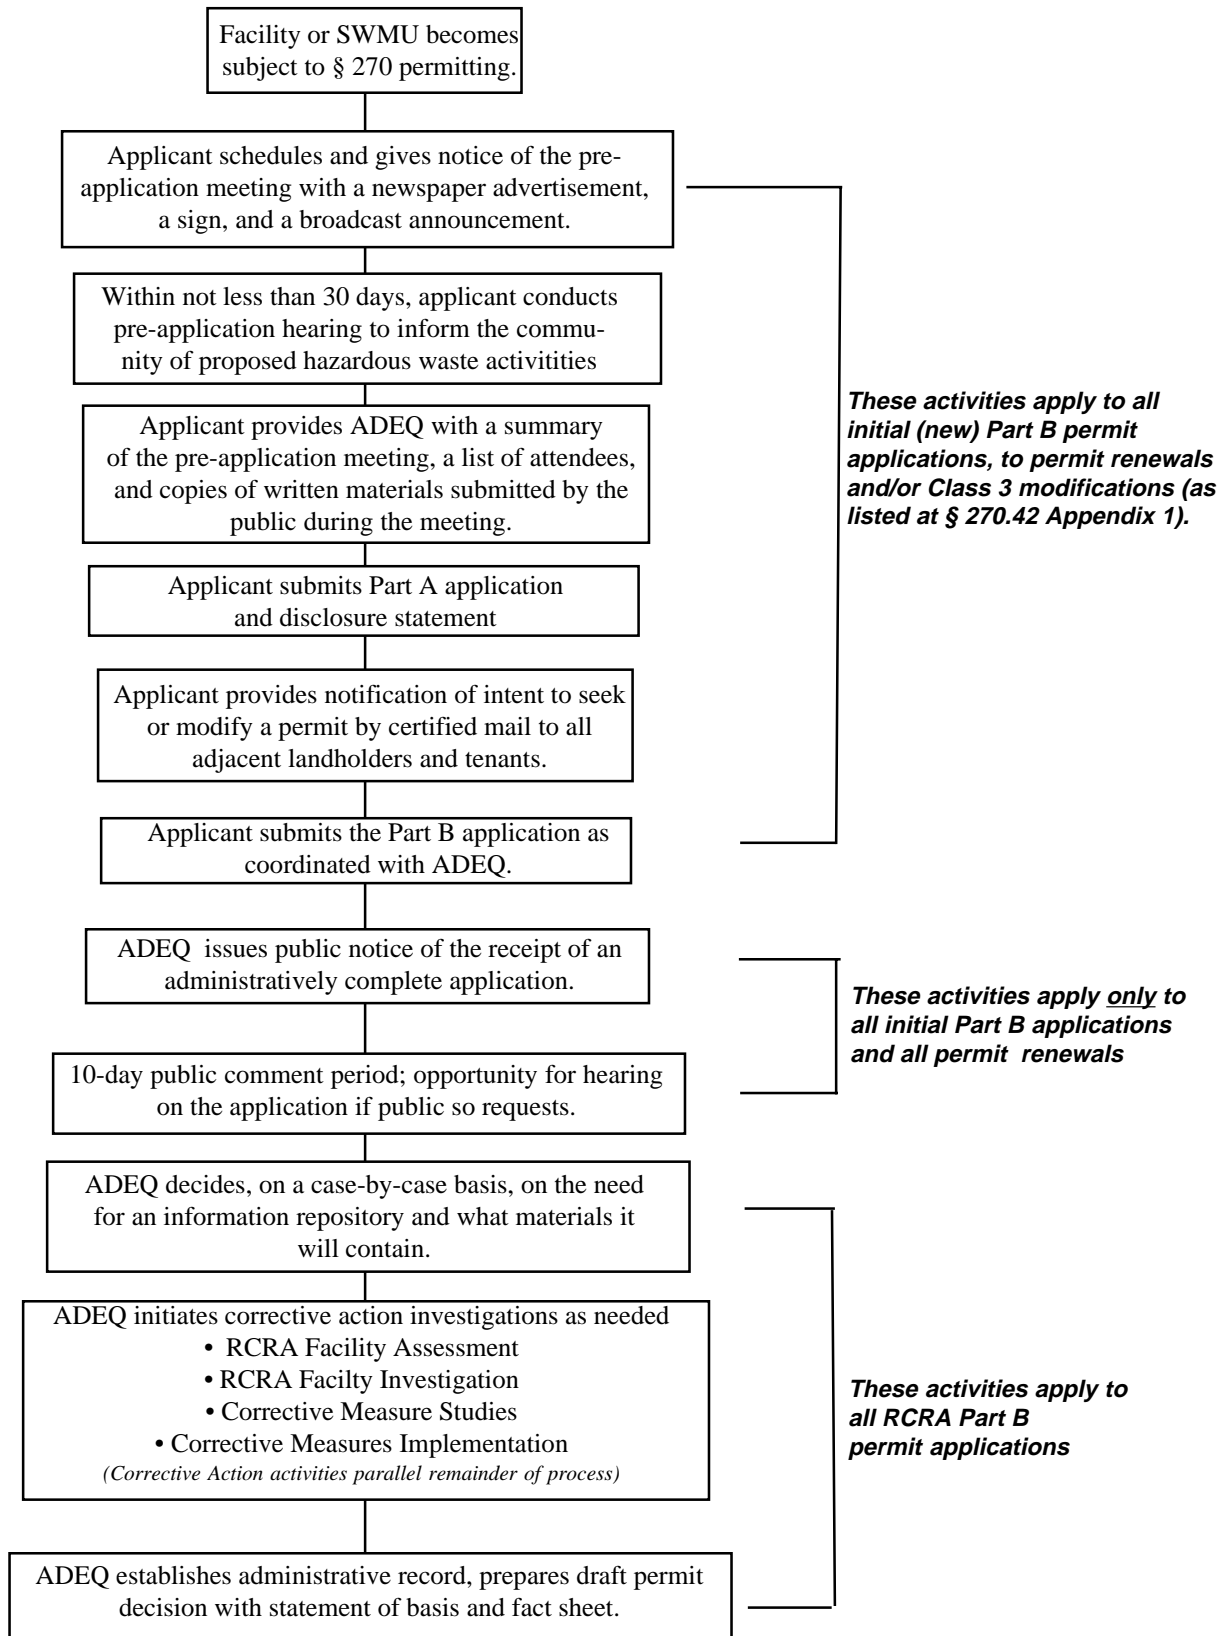 Facility or SWMU becomes
subject to § 270 permitting.
Applicant schedules and gives notice of the pre-
application meeting with a newspaper advertisement,
a sign, and a broadcast announcement.
Within not less than 30 days, applicant conducts
pre-application hearing to inform the commu-
nity of proposed hazardous waste activitities
Applicant provides ADEQ with a summary
of the pre-application meeting, a list of attendees,
and copies of written materials submitted by the
public during the meeting.
Applicant submits Part A application
and disclosure statement
Applicant provides notification of intent to seek
or modify a permit by certified mail to all
adjacent landholders and tenants.
Applicant submits the Part B application as
coordinated with ADEQ.
These activities apply to all
initial (new) Part B permit
applications, to permit renewals
and/or Class 3 modifications (as
listed at § 270.42 Appendix 1).
ADEQ issues public notice of the receipt of an
administratively complete application.
10-day public comment period; opportunity for hearing
on the application if public so requests.
These activities apply only to
all initial Part B applications
and all permit renewals
ADEQ decides, on a case-by-case basis, on the need
for an information repository and what materials it
will contain.
ADEQ initiates corrective action investigations as needed
• RCRA Facility Assessment
• RCRA Facilty Investigation
• Corrective Measure Studies
• Corrective Measures Implementation
(Corrective Action activities parallel remainder of process)
ADEQ establishes administrative record, prepares draft permit
decision with statement of basis and fact sheet.
These activities apply to
all RCRA Part B
permit applications